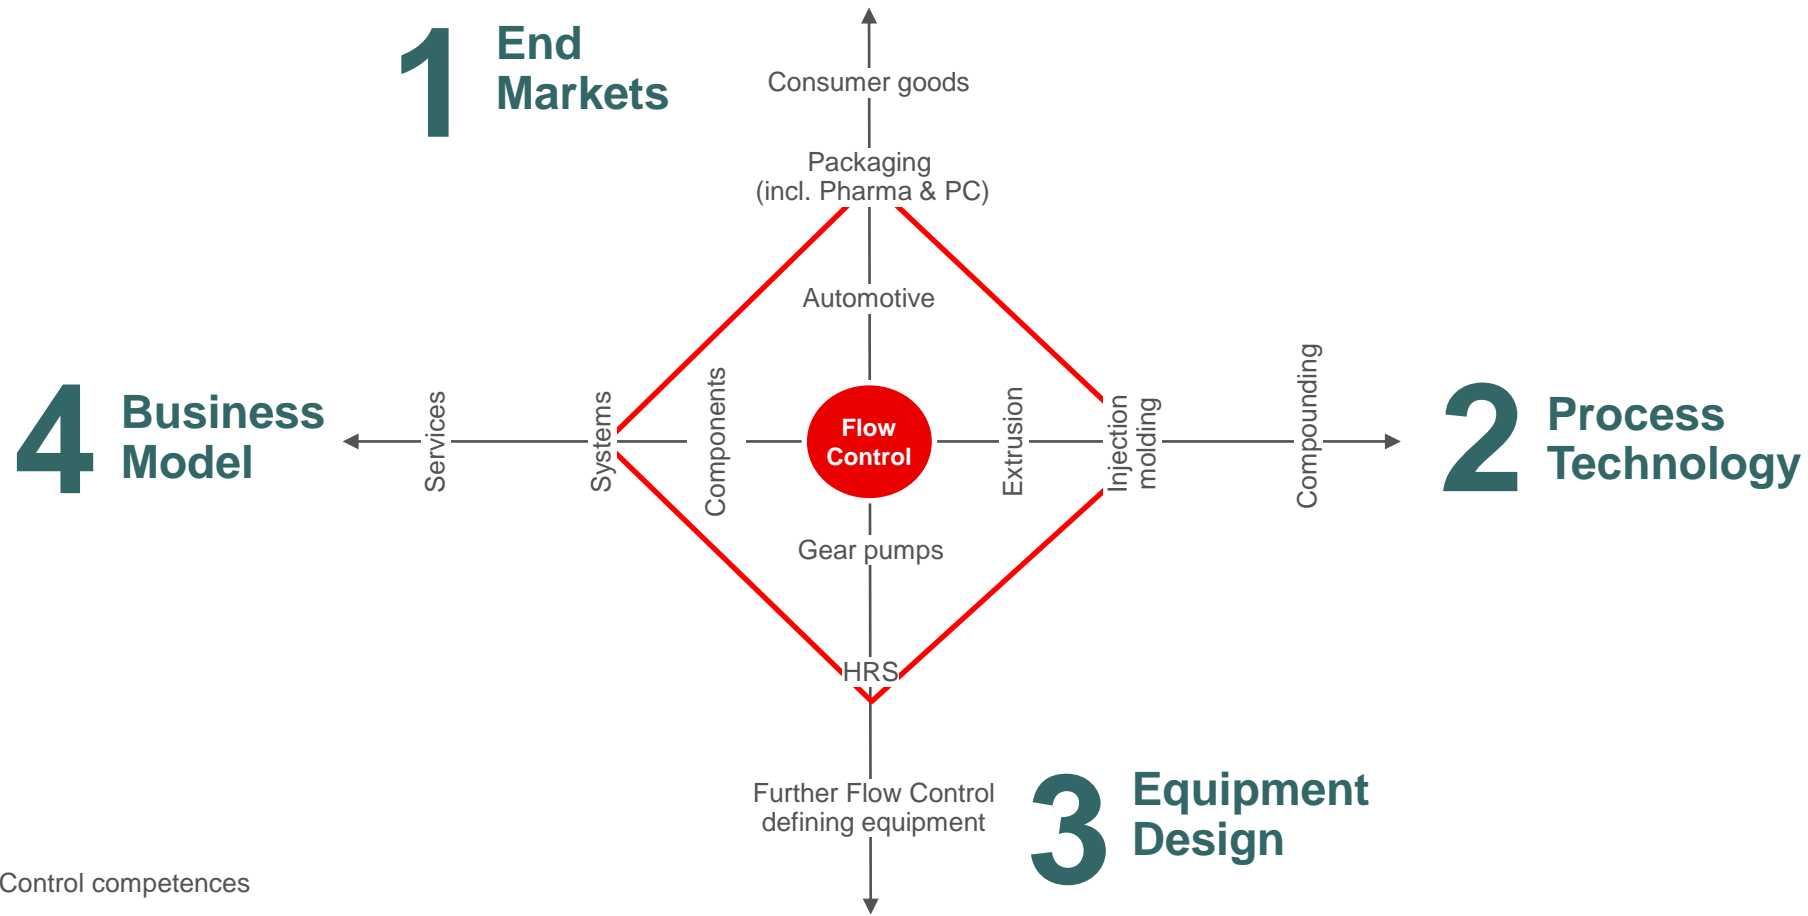 1
End
Markets
Consumer goods
Packaging
(incl. Pharma & PC)
Automotive
4
Business
Model
Services
Systems
Components
Flow
Control
Extrusion
Injection
molding
Compounding
2
Process
Technology
Gear pumps
HRS
Further Flow Control
defining equipment
3
Equipment
Design
Control competences